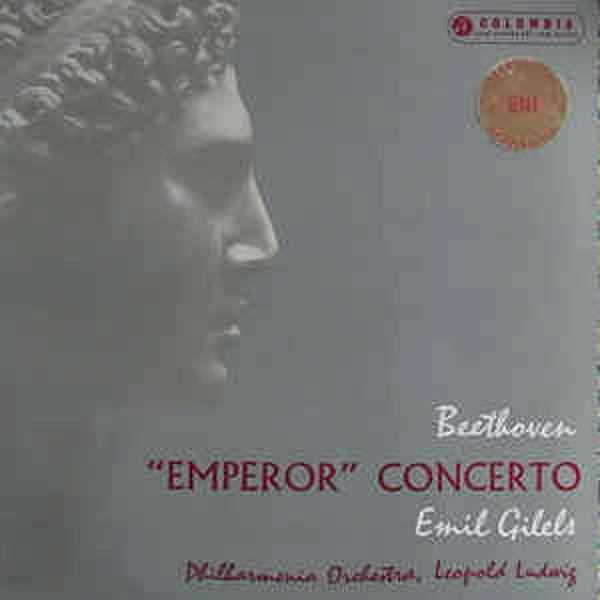 COLUMBIA
Beethoven
“EMPEROR” CONCERTO
Emil Gilels
Philharmonia Orchestra, Leopold Ludwig